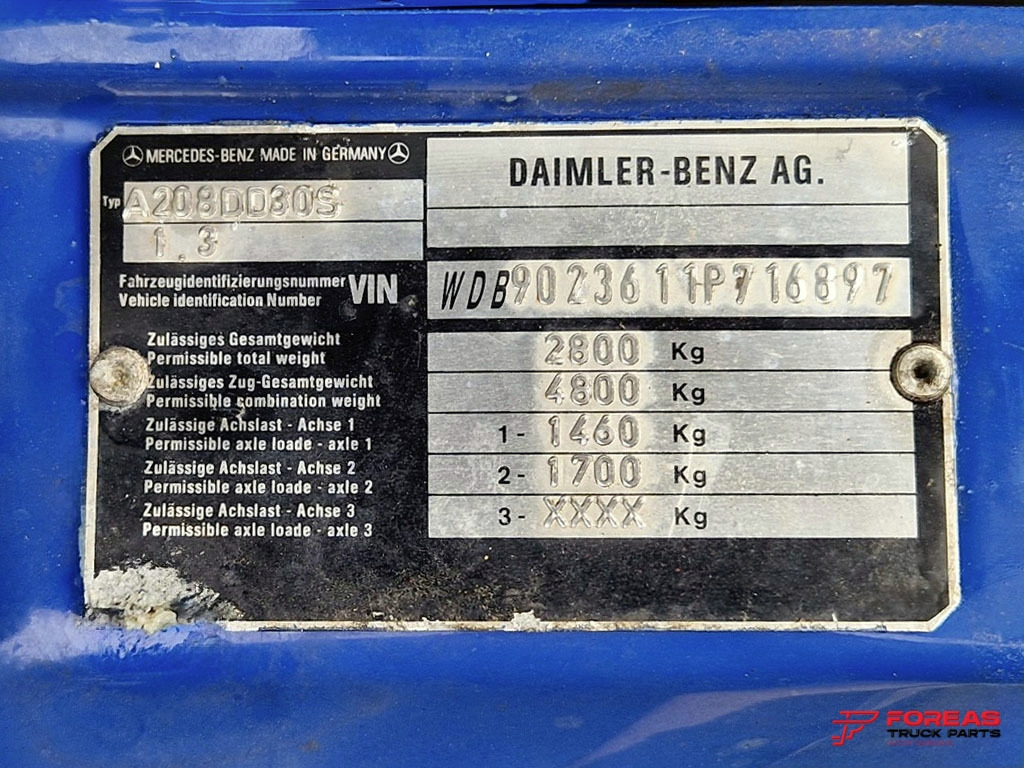 MERCEDES-BENZ MADE IN GERMANY
DAIMLER-BENZ AG.
Typ A208DD30S
1.3
Fahrzeugidentifizierungsnummer
Vehicle identification Number
VIN
WDB9023611P716897
Zulässiges Gesamtgewicht
Permissible total weight
2800 Kg
Zulässiges Zug-Gesamtgewicht
Permissible combination weight
4800 Kg
Zulässige Achslast - Achse 1
Permissible axle loade - axle 1
1- 1460 Kg
Zulässige Achslast - Achse 2
Permissible axle loade - axle 2
2- 1700 Kg
Zulässige Achslast - Achse 3
Permissible axle loade - axle 3
3- XXXX Kg
FOREAS
TRUCK PARTS